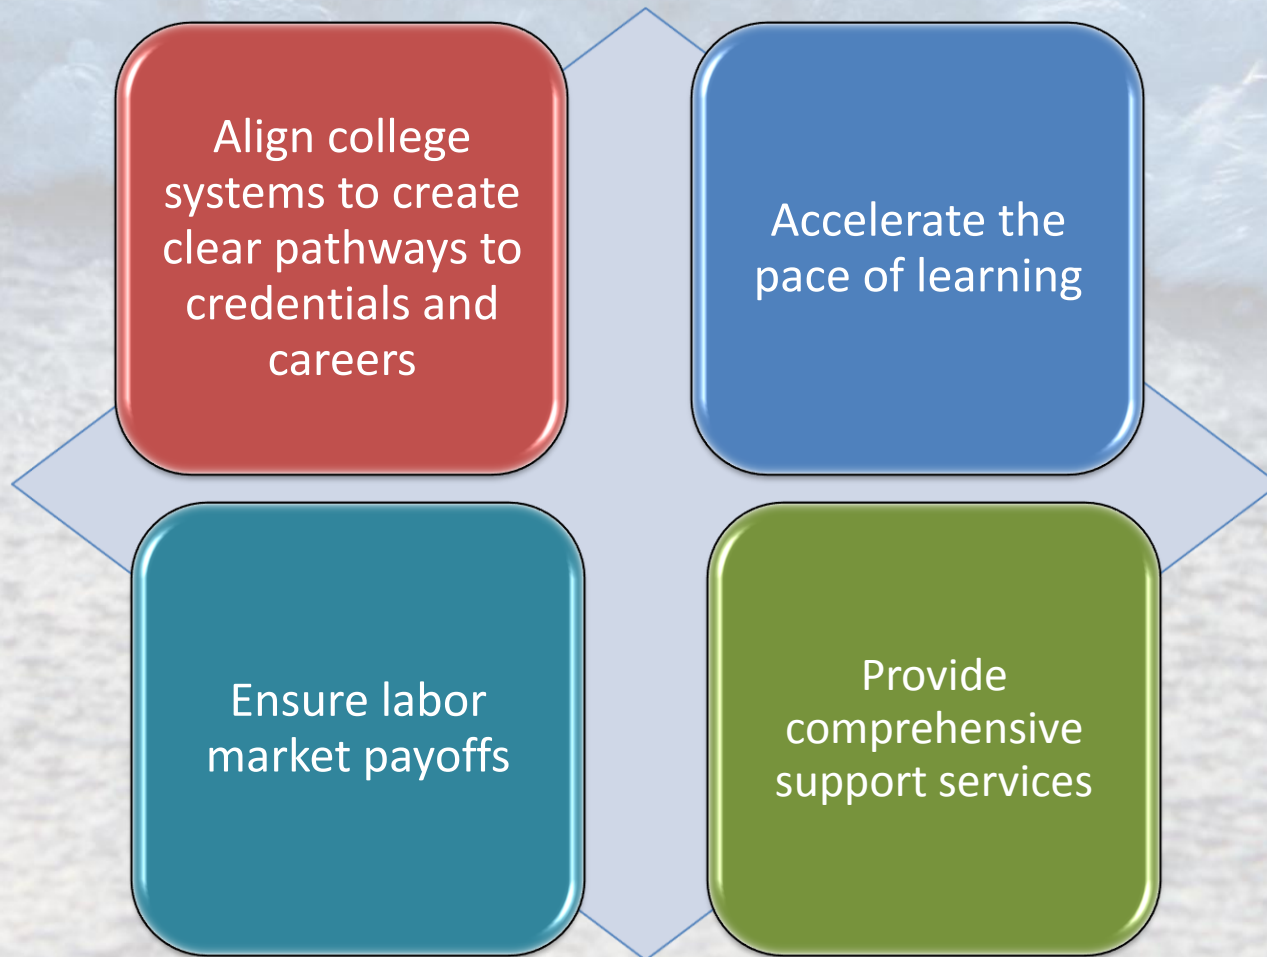 Align college
systems to create
clear pathways to
credentials and
careers
Accelerate the
pace of learning
Ensure labor
market payoffs
Provide
comprehensive
support services